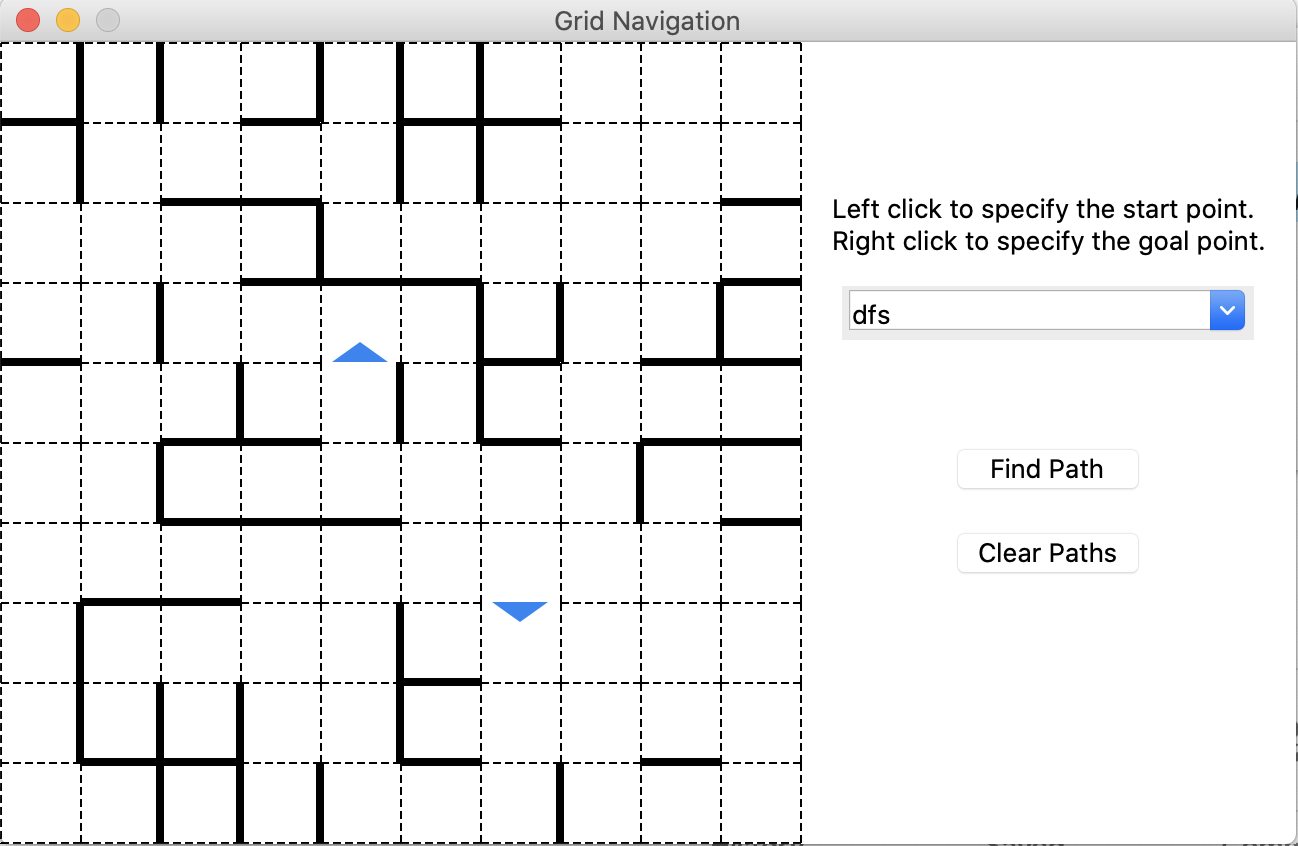 Grid Navigation
Left click to specify the start point.
Right click to specify the goal point.
dfs
Find Path
Clear Paths